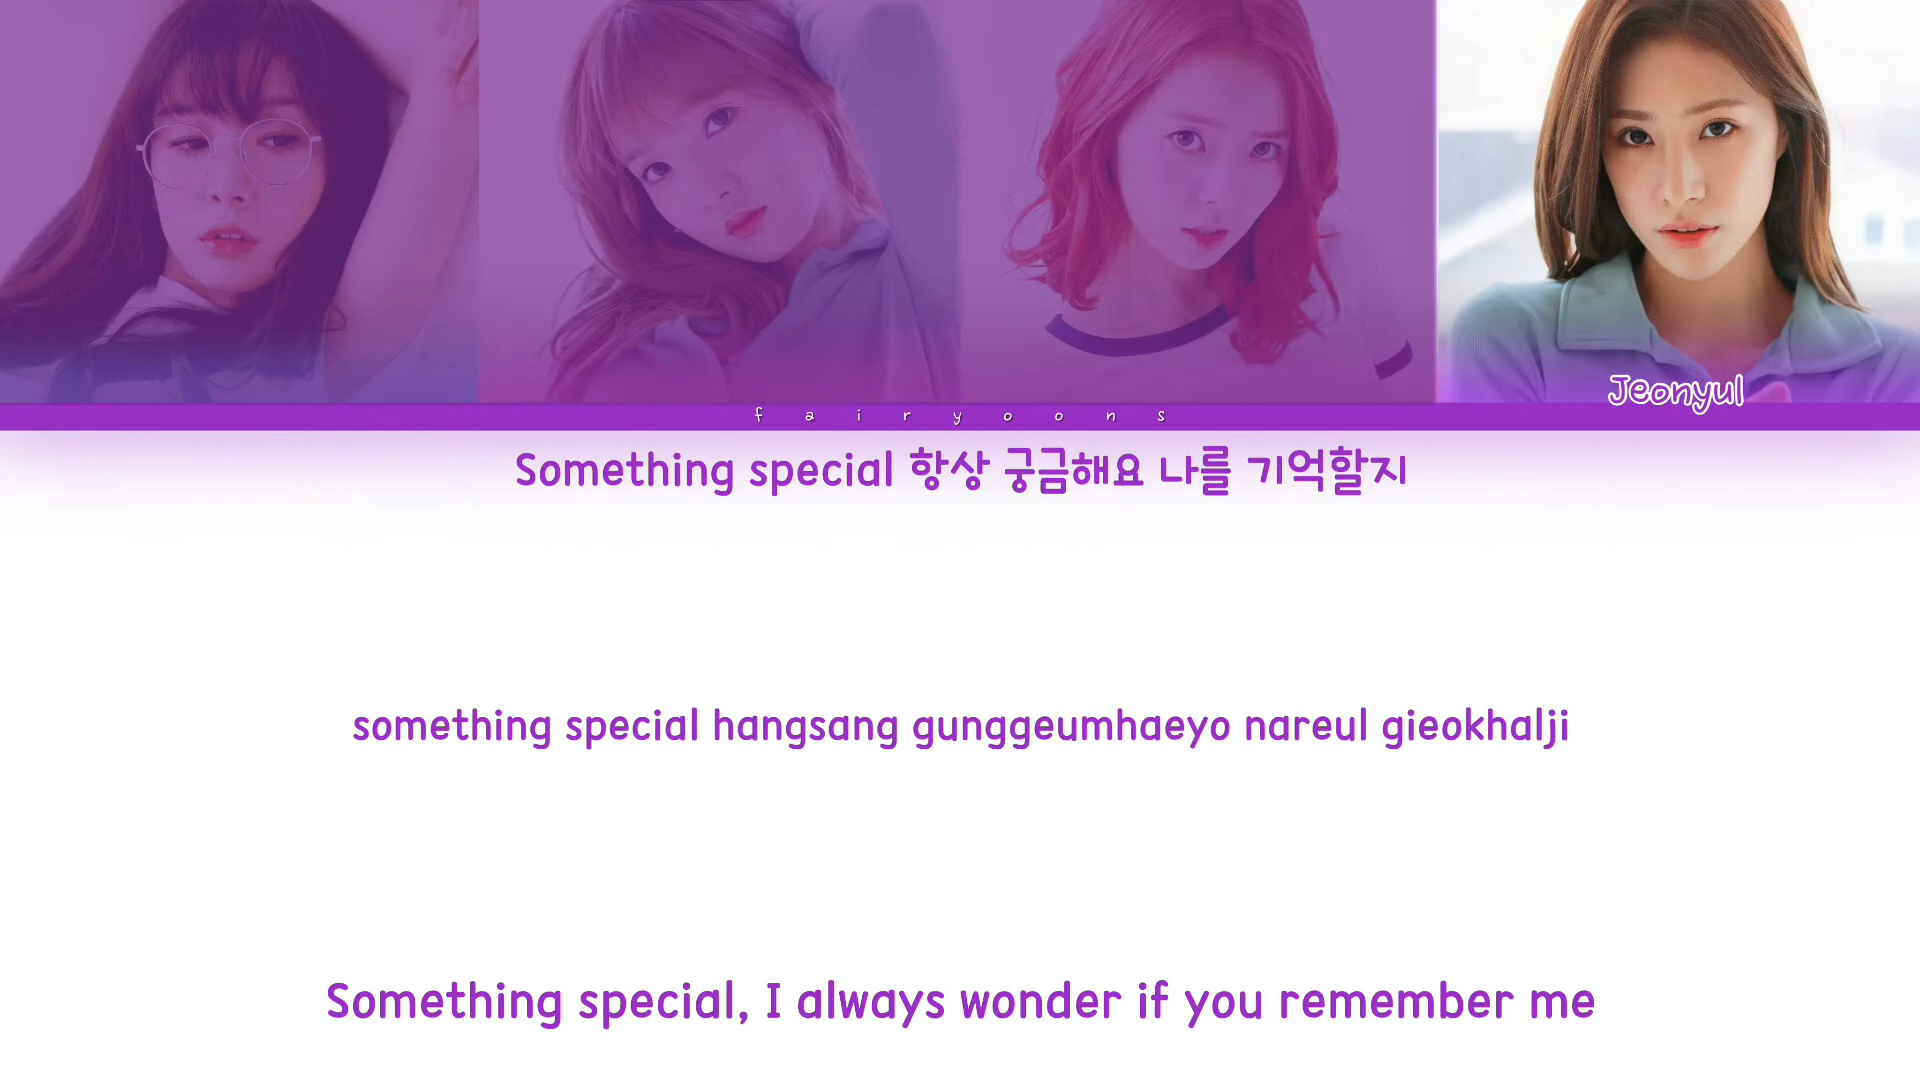 Jeonyul
fairyoons
Something special 항상 궁금해요 나를 기억할지
something special hangsang gunggeumhaeyo nareul gieokhalji
Something special, I always wonder if you remember me